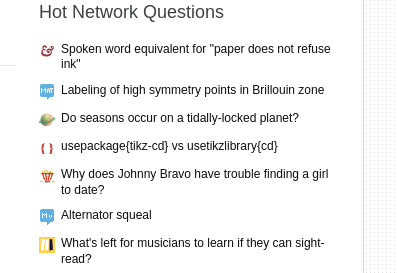 Hot Network Questions
Spoken word equivalent for "paper does not refuse
ink"
Labeling of high symmetry points in Brillouin zone
Do seasons occur on a tidally-locked planet?
usepackage{tikz-cd} vs usetikzlibrary{cd}
Why does Johnny Bravo have trouble finding a girl
to date?
Alternator squeal
What's left for musicians to learn if they can sight-
read?